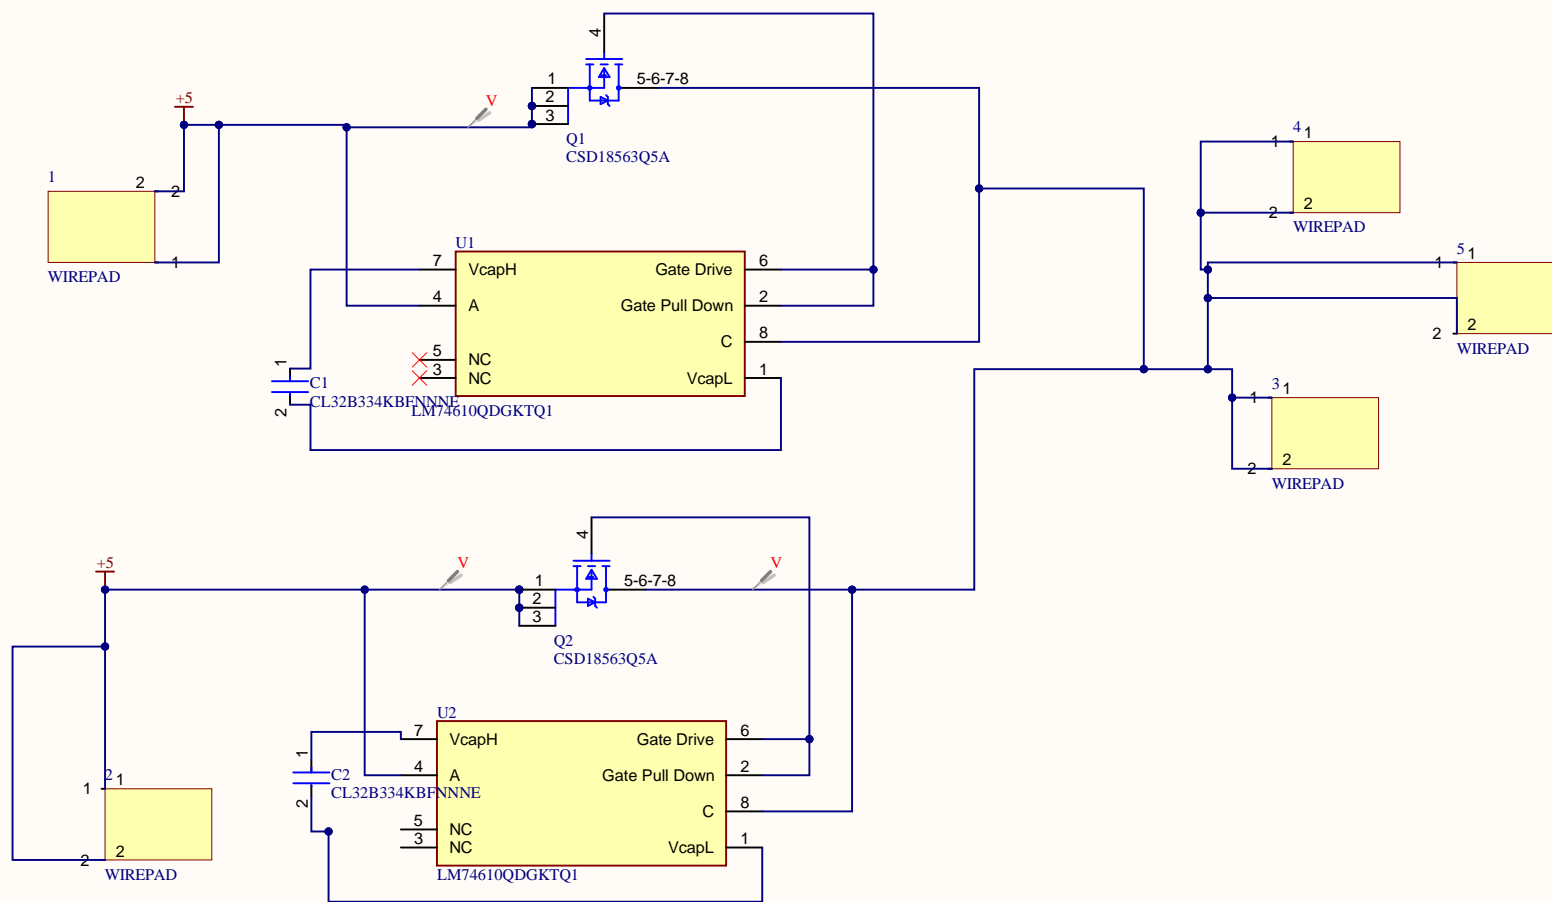 4
1
5-6-7-8
2
3
V
+5
Q1
CSD18563Q5A
1
2
2
1
WIREPAD
4
1
1
2
2
WIREPAD
U1
7
VcapH
Gate Drive
6
4
A
Gate Pull Down
2
C
8
5
NC
3
NC
VcapL
1
1
C1
CL32B334KBFNNNE
2
LM74610QDGKTQ1
5
1
1
2
2
WIREPAD
3
1
1
2
2
WIREPAD
4
V
V
+5
1
5-6-7-8
2
3
Q2
CSD18563Q5A
U2
7
VcapH
Gate Drive
6
1
C2
4
A
Gate Pull Down
2
CL32B334KBFNNNE
2
C
8
5
NC
3
NC
VcapL
1
LM74610QDGKTQ1
2
1
1
2
2
WIREPAD